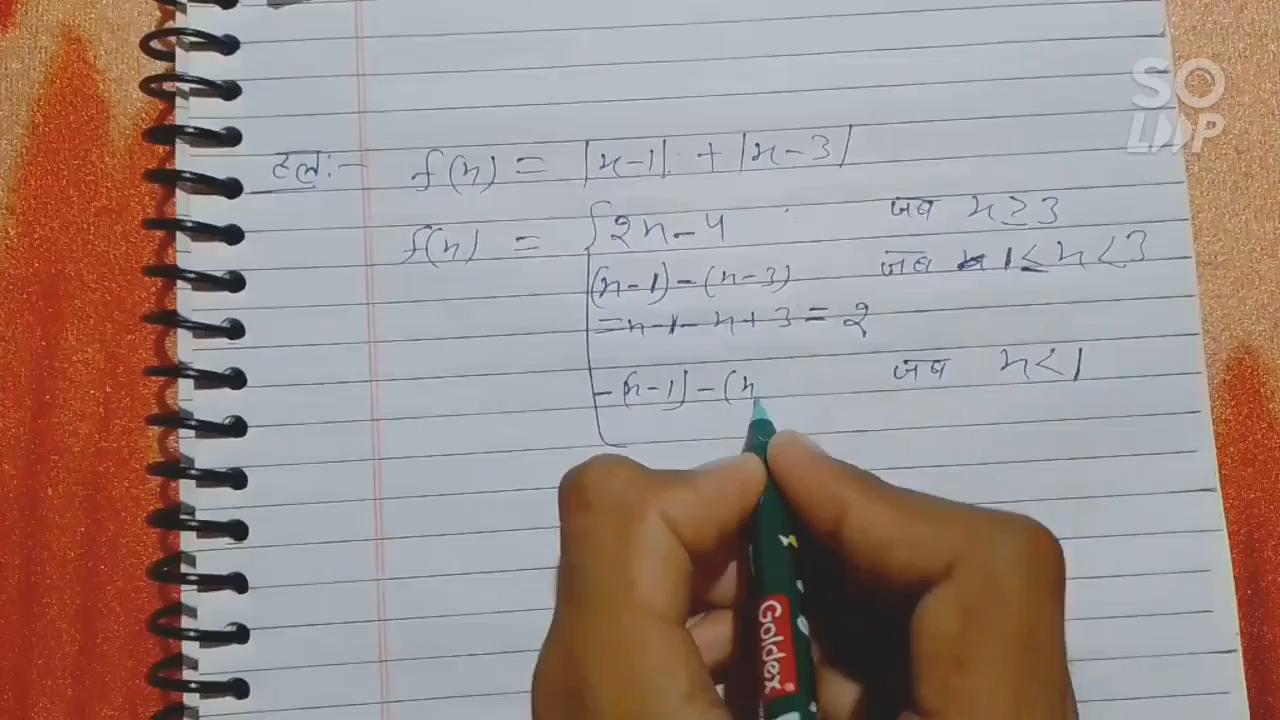 SO
LMP
हल:- f(x) = |x-1| + |x-3|
f(x) = { 2x-4 जब x≥3
(x-1)-(x-3) जब 1≤x<3
=x-1-x+3=2
-(x-1)-(x जब x<1
Goldex